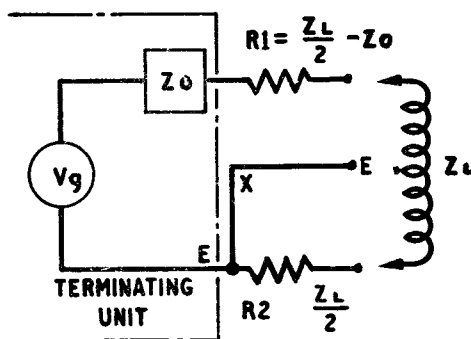 R1 = ZL/2 - Zo
Zo
E
ZL
X
Vg
E
TERMINATING
UNIT
R2 ZL/2